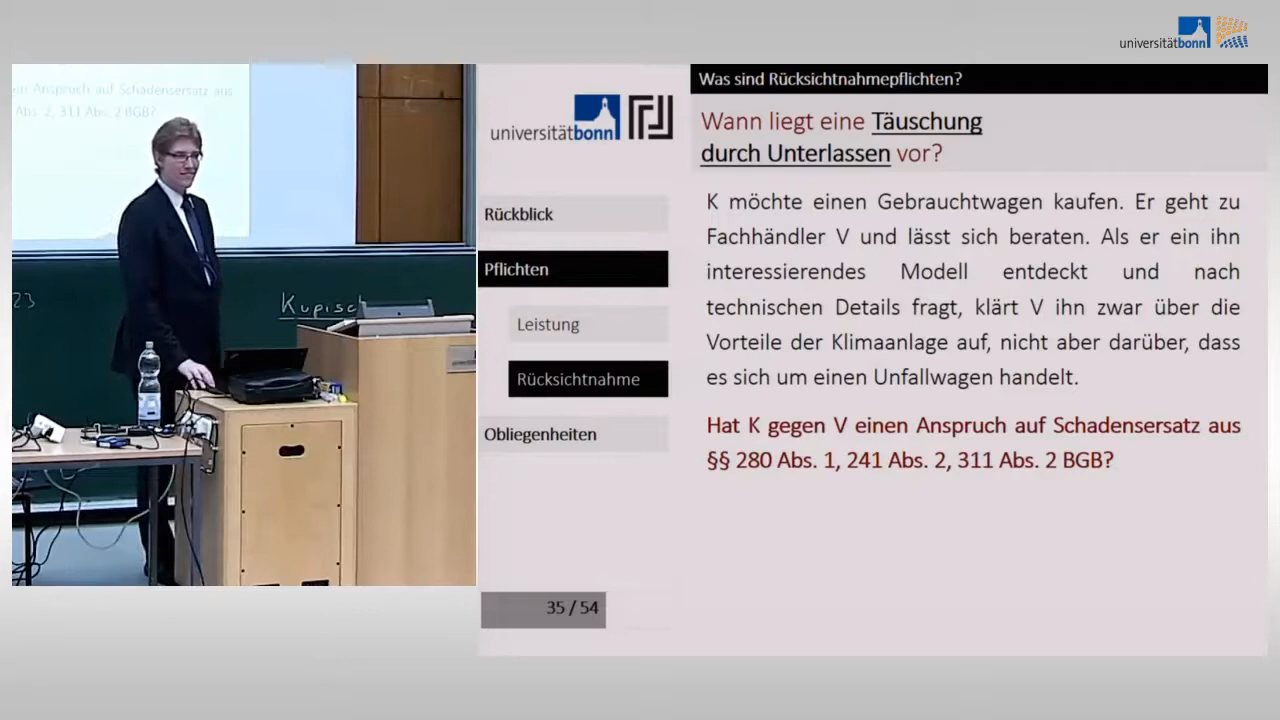 universitätbonn
Anspruch auf Schadensersatz aus
Abs. 2, 311 Abs. 2 BGB?
23
universitätbonn
Rückblick
Pflichten
Leistung
Rücksichtnahme
Obliegenheiten
35 / 54
Was sind Rücksichtnahmepflichten?
Wann liegt eine Täuschung
durch Unterlassen vor?
K möchte einen Gebrauchtwagen kaufen. Er geht zu
Fachhändler V und lässt sich beraten. Als er ein ihn
interessierendes Modell entdeckt und nach
technischen Details fragt, klärt V ihn zwar über die
Vorteile der Klimaanlage auf, nicht aber darüber, dass
es sich um einen Unfallwagen handelt.
Hat K gegen V einen Anspruch auf Schadensersatz aus
§§ 280 Abs. 1, 241 Abs. 2, 311 Abs. 2 BGB?